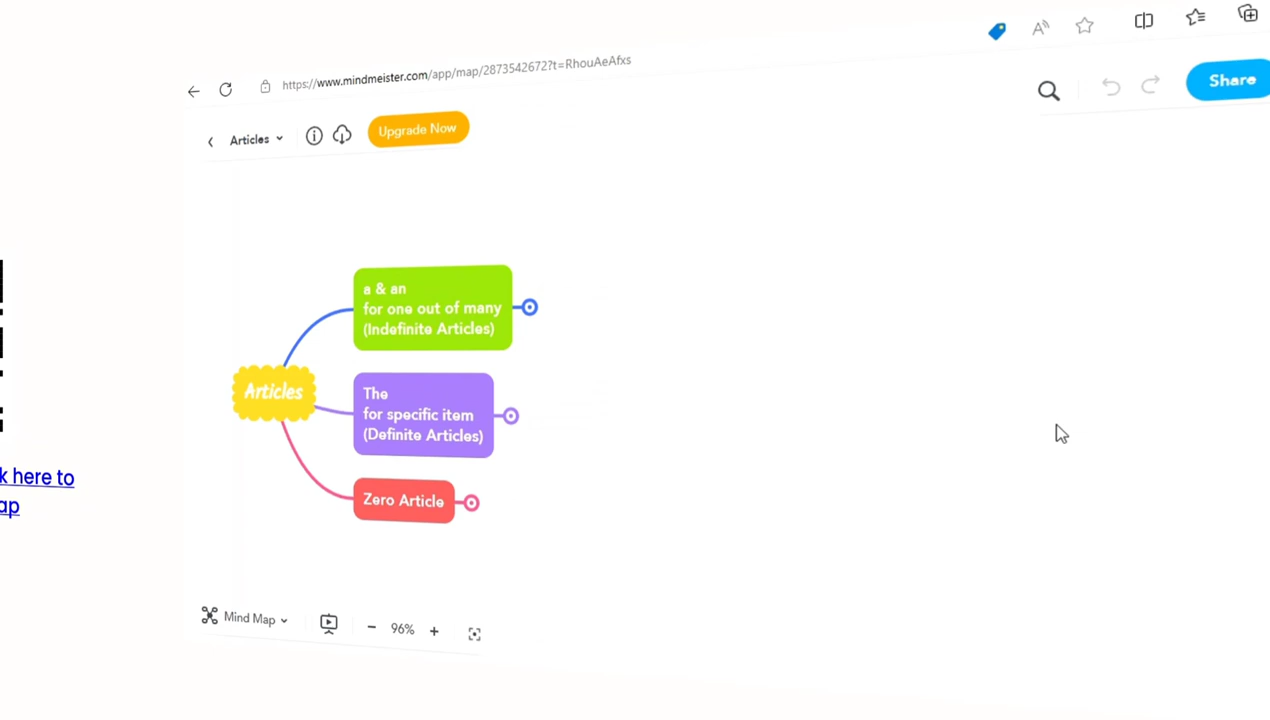 https://www.mindmeister.com/app/map/2873542672?t=RhouAeAfxs
Articles
Upgrade Now
Share
a & an
for one out of many
(Indefinite Articles)
Articles
The
for specific item
(Definite Articles)
Zero Article
here to
Mind Map
96%